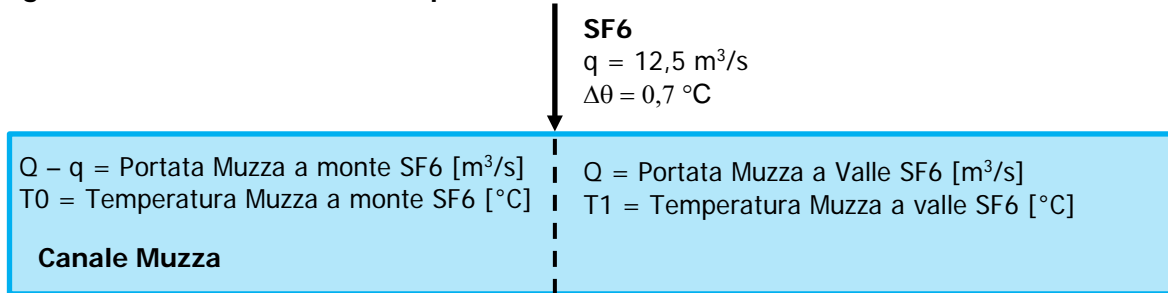 SF6
q = 12,5 m³/s
Δθ = 0,7 °C
Q – q = Portata Muzza a monte SF6 [m³/s]
T0 = Temperatura Muzza a monte SF6 [°C]
Canale Muzza
Q = Portata Muzza a Valle SF6 [m³/s]
T1 = Temperatura Muzza a valle SF6 [°C]